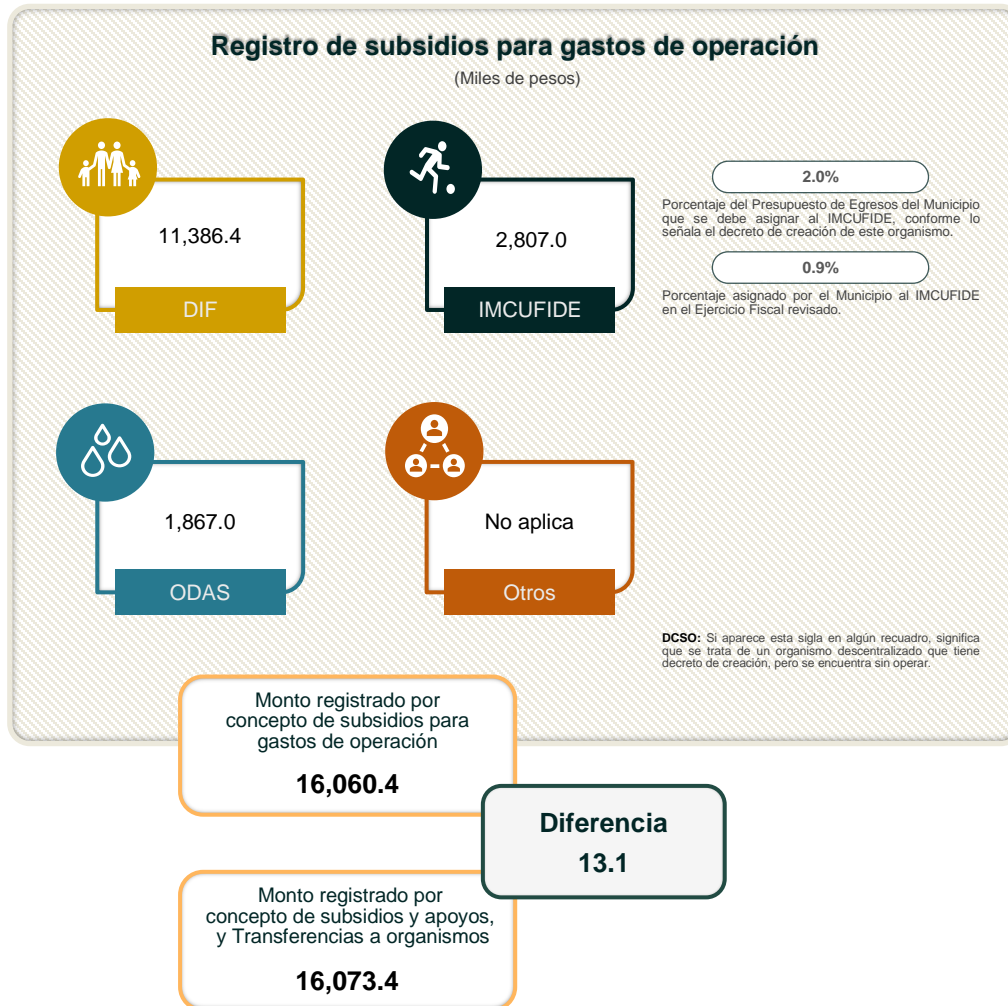 Registro de subsidios para gastos de operación
(Miles de pesos)
11,386.4
DIF
2,807.0
IMCUFIDE
2.0%
Porcentaje del Presupuesto de Egresos del Municipio
que se debe asignar al IMCUFIDE, conforme lo
señala el decreto de creación de este organismo.
0.9%
Porcentaje asignado por el Municipio al IMCUFIDE
en el Ejercicio Fiscal revisado.
1,867.0
ODAS
No aplica
Otros
DCSO: Si aparece esta sigla en algún recuadro, significa
que se trata de un organismo descentralizado que tiene
decreto de creación, pero se encuentra sin operar.
Monto registrado por
concepto de subsidios para
gastos de operación
16,060.4
Diferencia
13.1
Monto registrado por
concepto de subsidios y apoyos,
y Transferencias a organismos
16,073.4